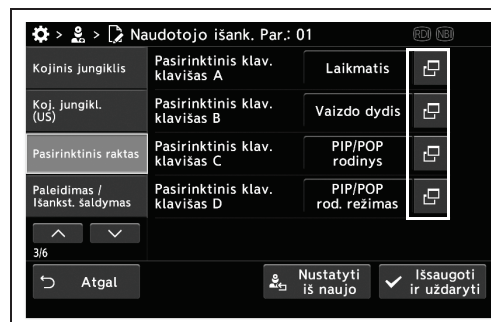 > > Naudotojo išank. Par.: 01
RDI NBI
Kojinis jungiklis
Pasirinktinis klav.
klavišas A
Laikmatis
Koj. jungikl.
(US)
Pasirinktinis klav.
klavišas B
Vaizdo dydis
Pasirinktinis raktas
Pasirinktinis klav.
klavišas C
PIP/POP
rodinys
Paleidimas /
Išankst. šaldymas
Pasirinktinis klav.
klavišas D
PIP/POP
rod. režimas
3/6
Atgal
Nustatyti
iš naujo
Išsaugoti
ir uždaryti